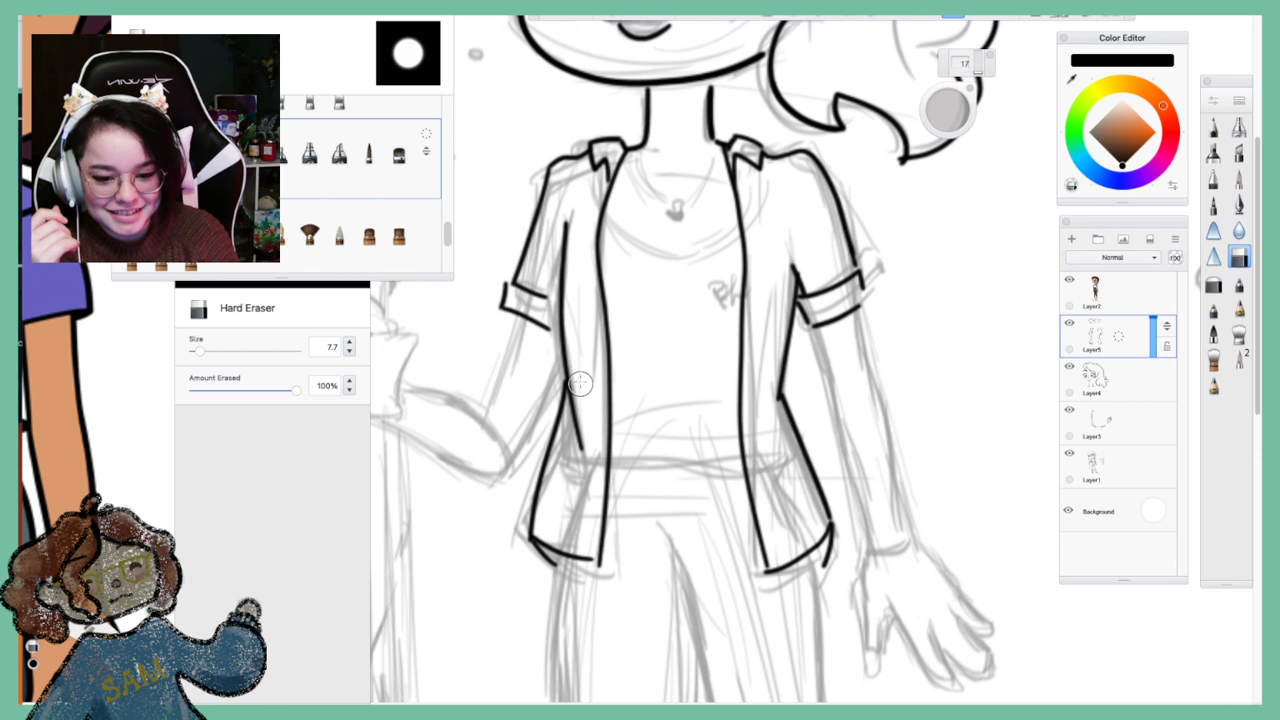 Color Editor
17
Normal
Layer2
Layer5
Layer4
Layer3
Layer1
Background
2
Hard Eraser
Size
7.7
Amount Erased
100%
SAM